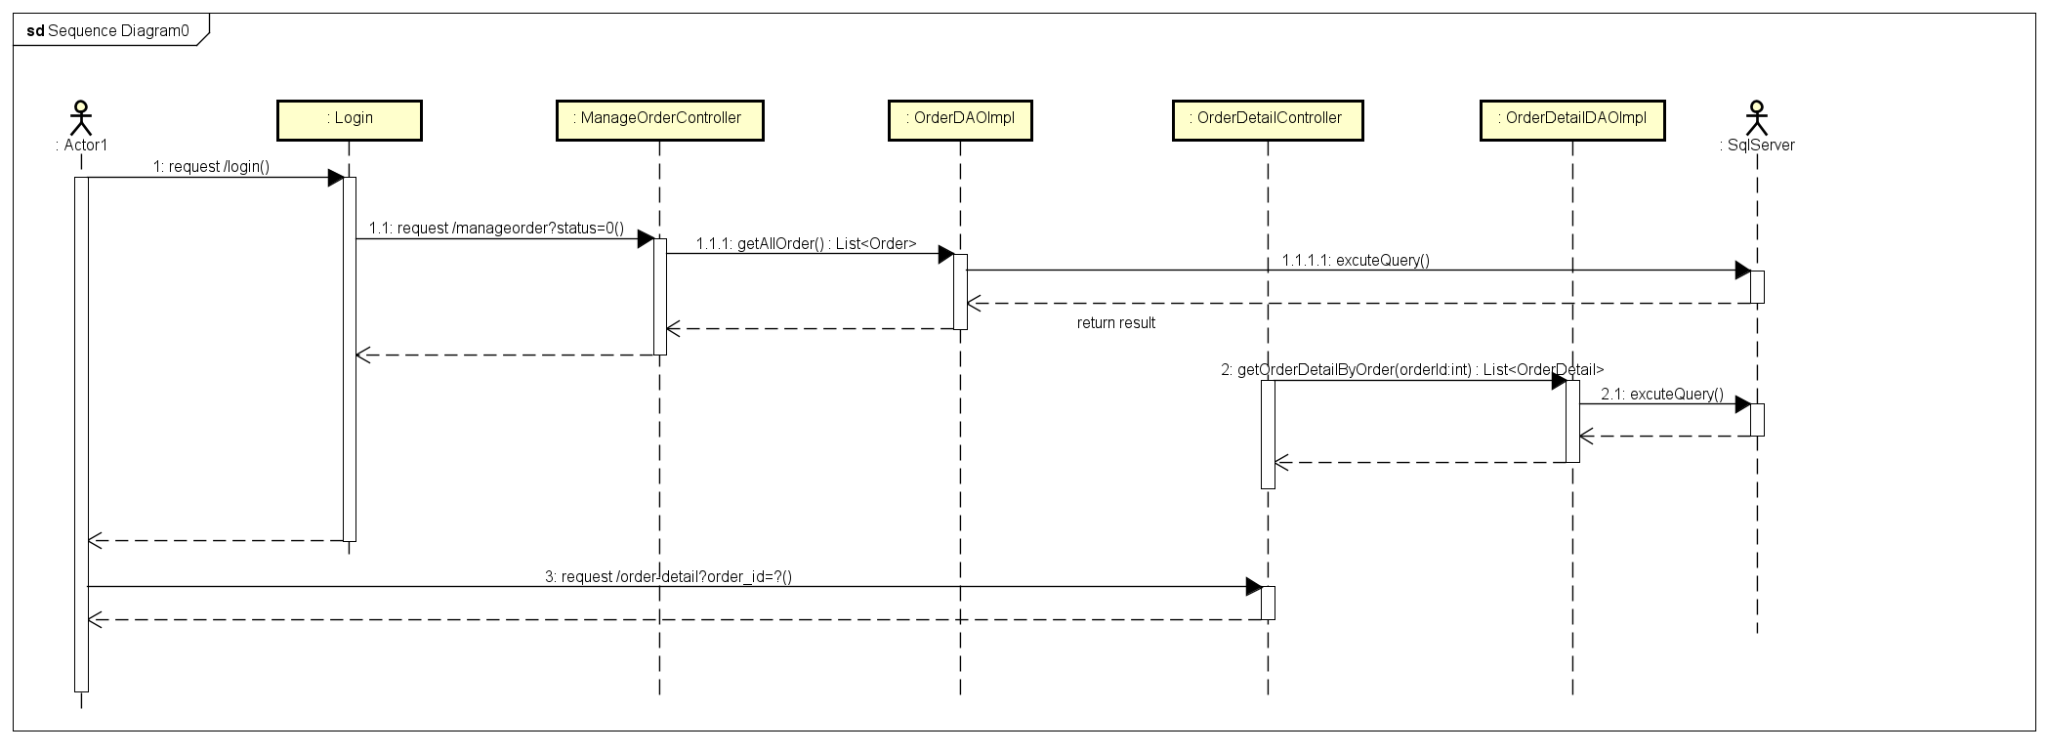 sd Sequence Diagram0
: Actor1
: Login
: ManageOrderController
: OrderDAOImpl
: OrderDetailController
: OrderDetailDAOImpl
: SqlServer
1: request /login()
1.1: request /manageorder?status=0()
1.1.1: getAllOrder() : List<Order>
1.1.1.1: excuteQuery()
return result
2: getOrderDetailByOrder(orderId:int) : List<OrderDetail>
2.1: excuteQuery()
3: request /order-detail?order_id=?()